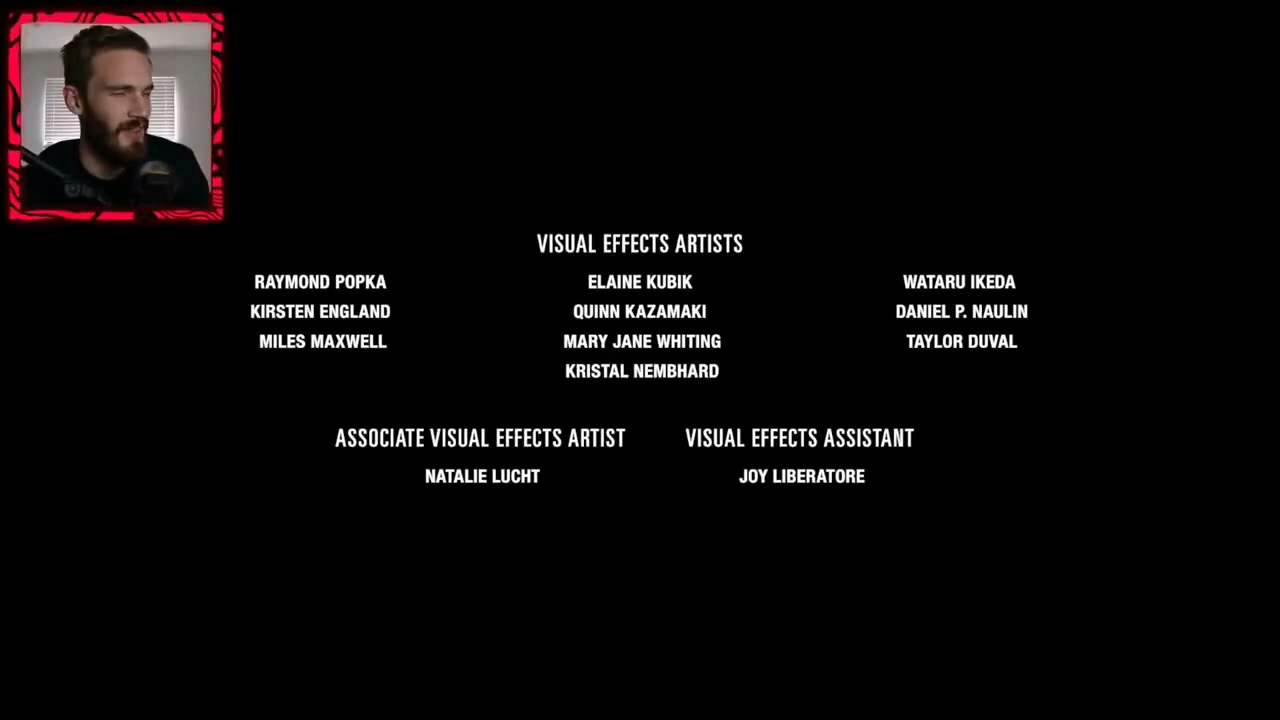 VISUAL EFFECTS ARTISTS
RAYMOND POPKA ELAINE KUBIK WATARU IKEDA
KIRSTEN ENGLAND QUINN KAZAMAKI DANIEL P. NAULIN
MILES MAXWELL MARY JANE WHITING TAYLOR DUVAL
KRISTAL NEMBHARD
ASSOCIATE VISUAL EFFECTS ARTIST VISUAL EFFECTS ASSISTANT
NATALIE LUCHT JOY LIBERATORE